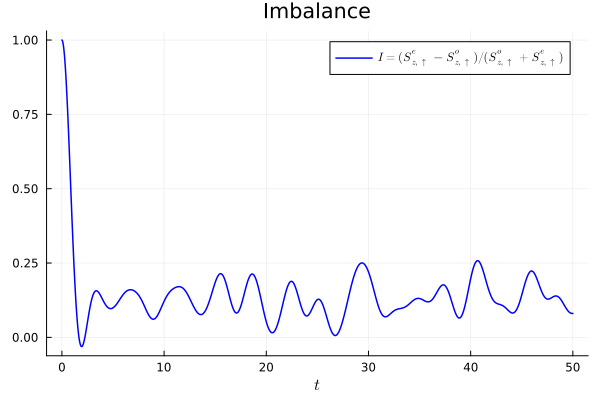 Imbalance
I = (S^e_{z,↑} − S^o_{z,↑})/(S^o_{z,↑} + S^e_{z,↑})
1.00
0.75
0.50
0.25
0.00
0 10 20 30 40 50
t